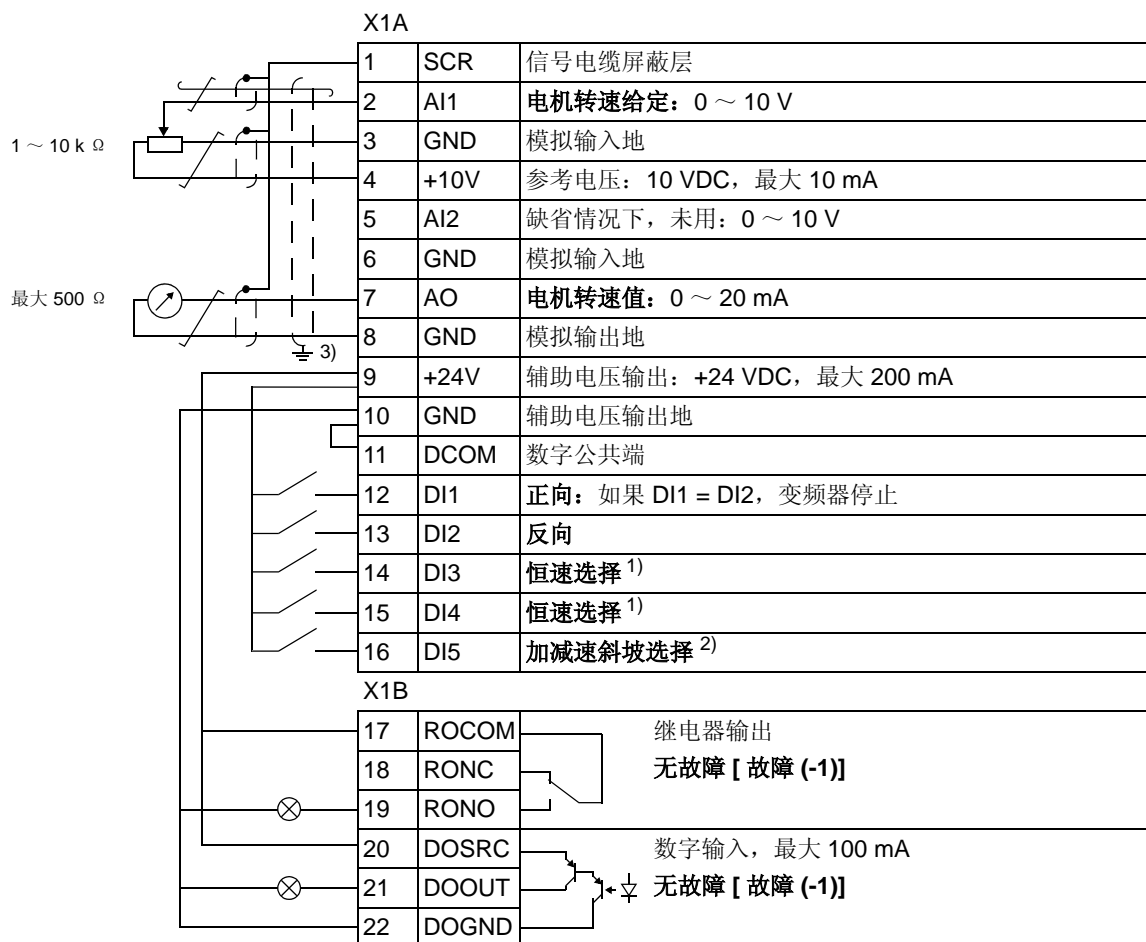 X1A
1 SCR 信号电缆屏蔽层
2 AI1 电机转速给定：0 ～ 10 V
1 ～ 10 k Ω
3 GND 模拟输入地
4 +10V 参考电压：10 VDC，最大 10 mA
5 AI2 缺省情况下，未用：0 ～ 10 V
6 GND 模拟输入地
最大 500 Ω
7 AO 电机转速值：0 ～ 20 mA
8 GND 模拟输出地
3)
9 +24V 辅助电压输出：+24 VDC，最大 200 mA
10 GND 辅助电压输出地
11 DCOM 数字公共端
12 DI1 正向：如果 DI1 = DI2，变频器停止
13 DI2 反向
14 DI3 恒速选择 1)
15 DI4 恒速选择 1)
16 DI5 加减速斜坡选择 2)
X1B
17 ROCOM 继电器输出
18 RONC 无故障 [ 故障 (-1)]
19 RONO
20 DOSRC 数字输入，最大 100 mA
21 DOOUT 无故障 [ 故障 (-1)]
22 DOGND